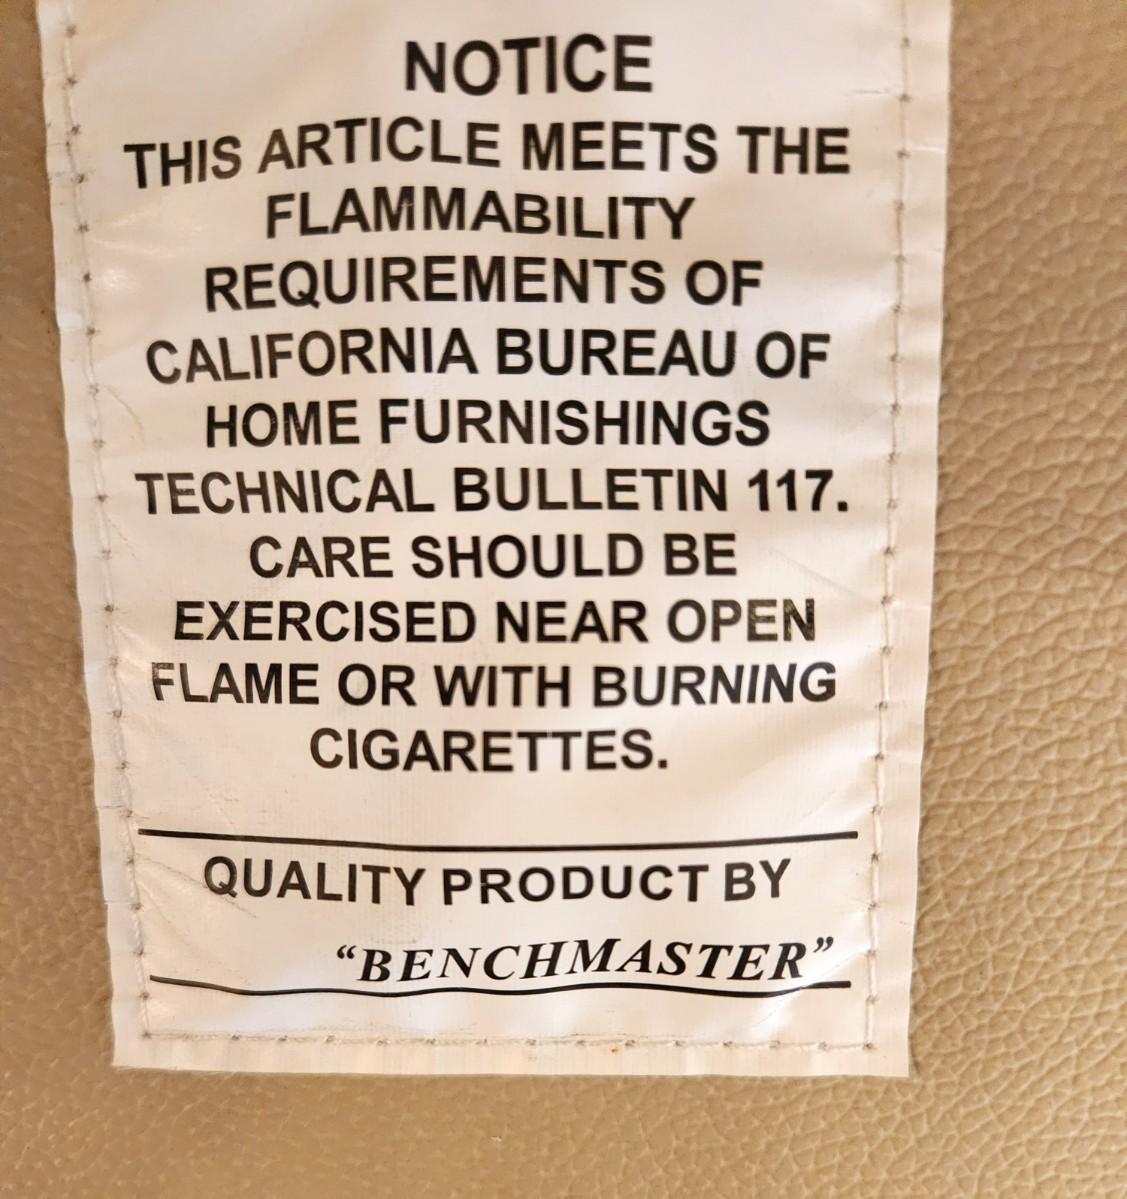 NOTICE
THIS ARTICLE MEETS THE
FLAMMABILITY
REQUIREMENTS OF
CALIFORNIA BUREAU OF
HOME FURNISHINGS
TECHNICAL BULLETIN 117.
CARE SHOULD BE
EXERCISED NEAR OPEN
FLAME OR WITH BURNING
CIGARETTES.
QUALITY PRODUCT BY
“BENCHMASTER”